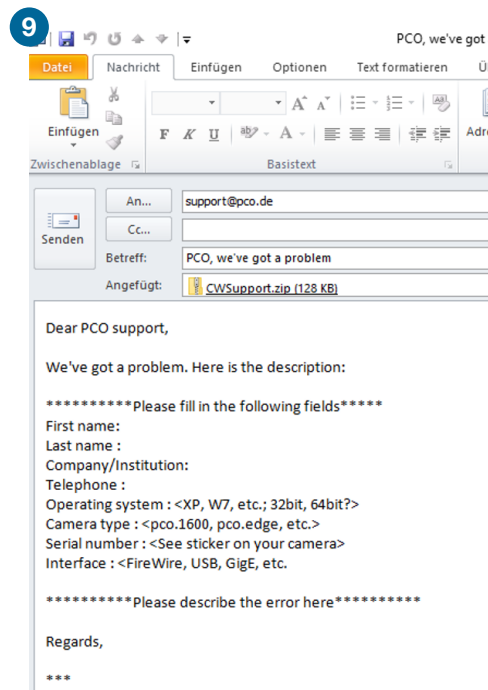 9
PCO, we've got
Datei Nachricht Einfügen Optionen Text formatieren
Einfügen
F K U
Zwischenablage Basistext
An... support@pco.de
Cc...
Senden
Betreff: PCO, we've got a problem
Angefügt: CWSupport.zip (128 KB)
Dear PCO support,
We've got a problem. Here is the description:
**********Please fill in the following fields*****
First name:
Last name :
Company/Institution:
Telephone :
Operating system : <XP, W7, etc.; 32bit, 64bit?>
Camera type : <pco.1600, pco.edge, etc.>
Serial number : <See sticker on your camera>
Interface : <FireWire, USB, GigE, etc.
**********Please describe the error here**********
Regards,
***